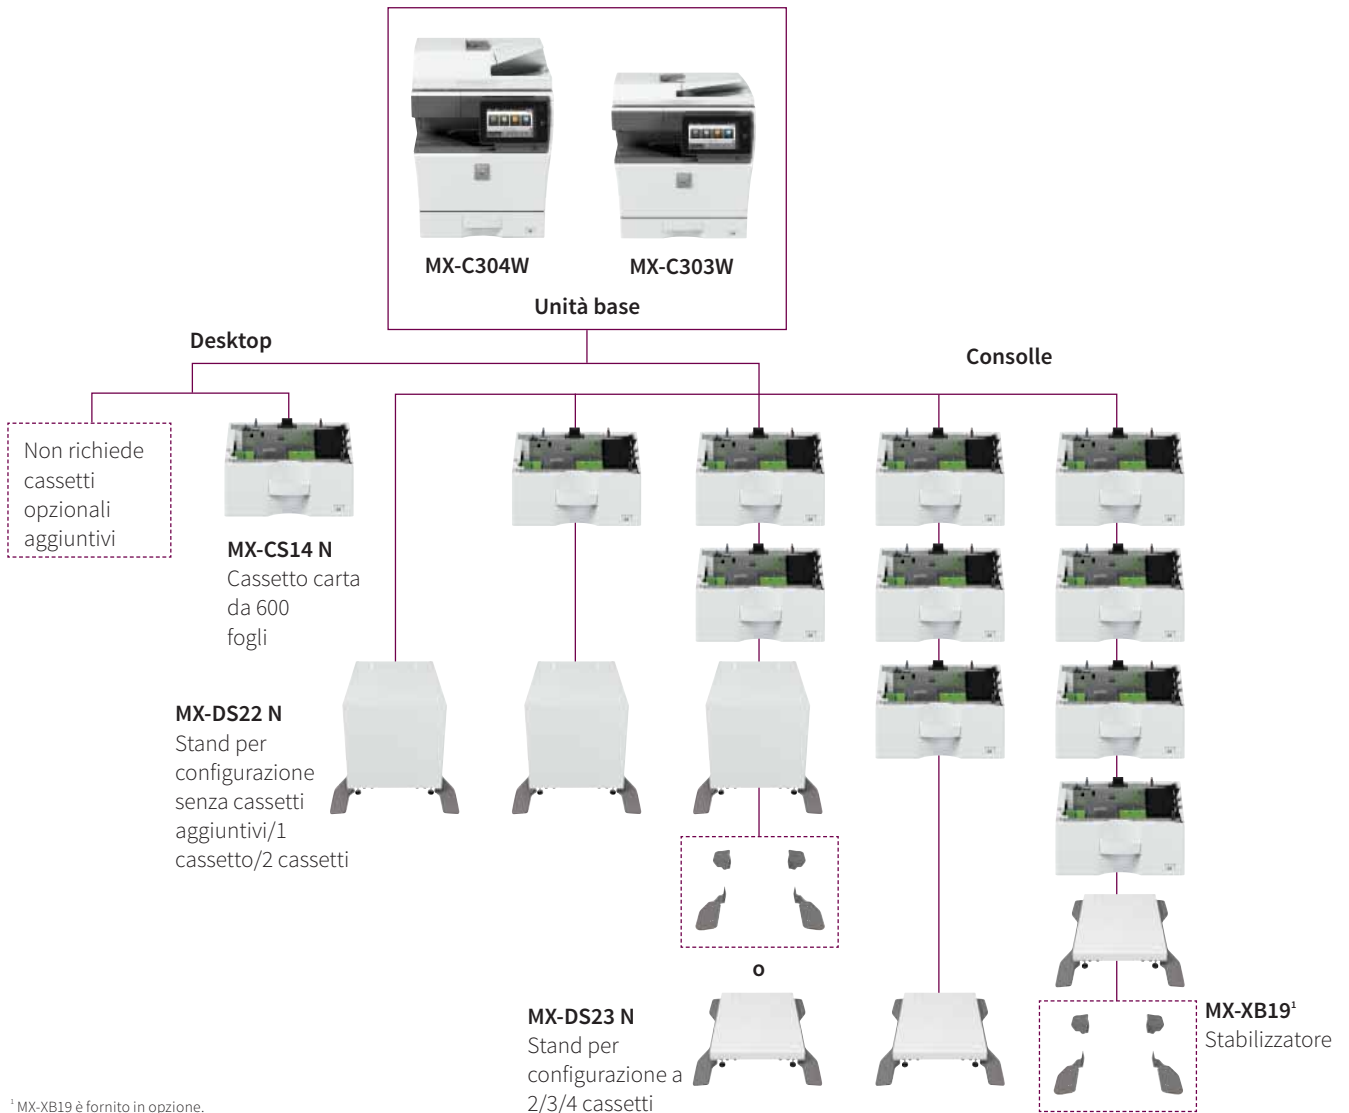 MX-C304W
MX-C303W
Unità base
Desktop
Consolle
Non richiede
cassetti
opzionali
aggiuntivi
MX-CS14 N
Cassetto carta
da 600
fogli
MX-DS22 N
Stand per
configurazione
senza cassetti
aggiuntivi/1
cassetto/2 cassetti
o
MX-DS23 N
Stand per
configurazione a
2/3/4 cassetti
MX-XB19¹
Stabilizzatore
¹ MX-XB19 è fornito in opzione.